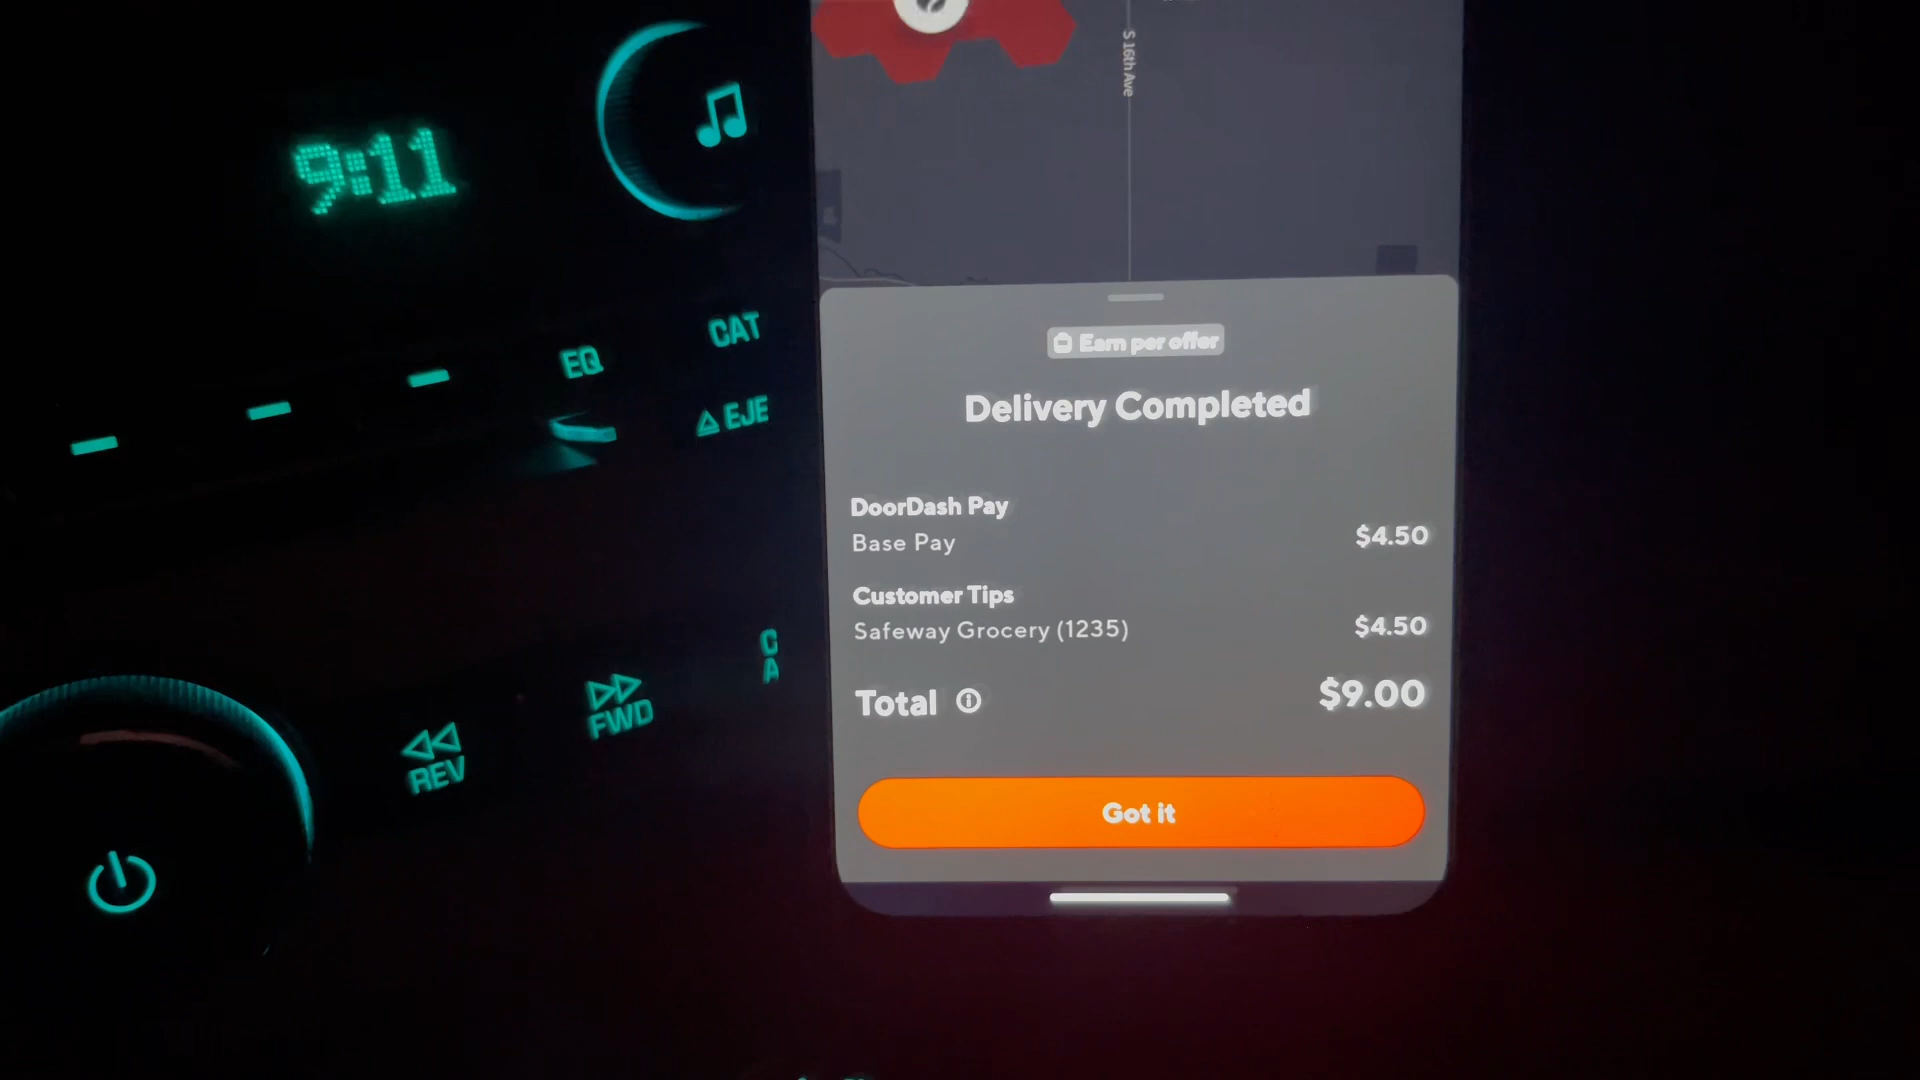 9:11
EQ
CAT
EJE
REV
FWD
C
A
S 16th Ave
Earn per offer
Delivery Completed
DoorDash Pay
Base Pay $4.50
Customer Tips
Safeway Grocery (1235) $4.50
Total $9.00
Got it